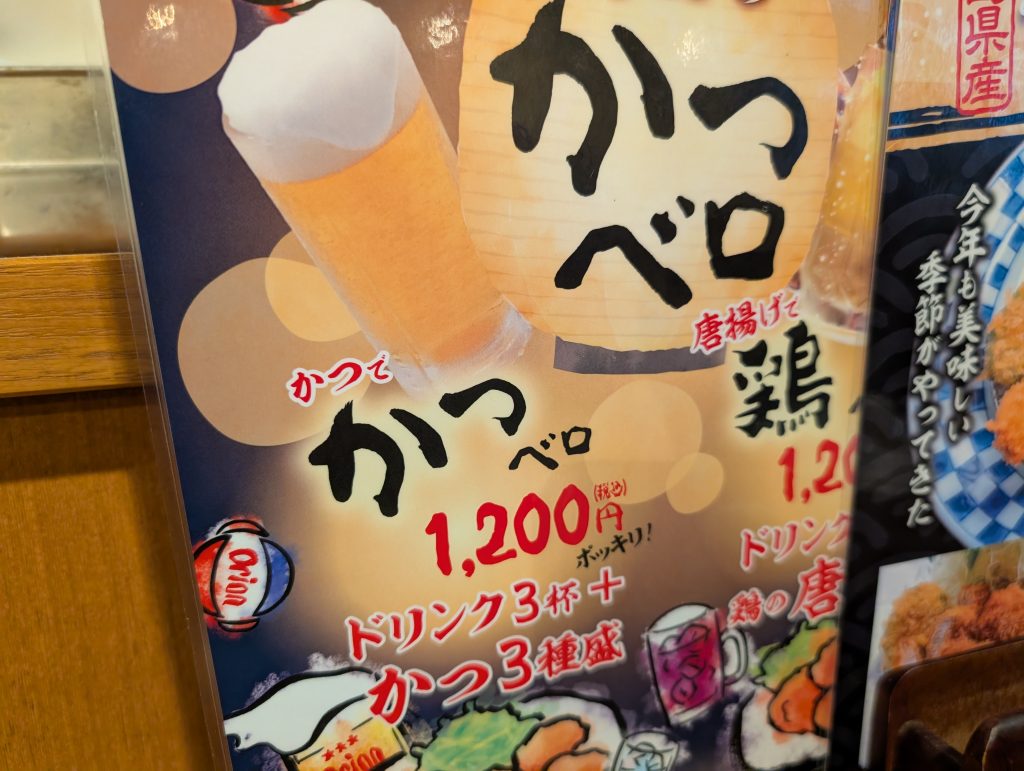 かつ
ベロ
かつで
かつ
ベロ
1,200円(税込)
ポッキリ!
ドリンク3杯+
かつ3種盛
唐揚げで
鶏
1,20
ドリンク
鶏の唐
Orion
Orion
県産
今年も美味しい
季節がやってきた